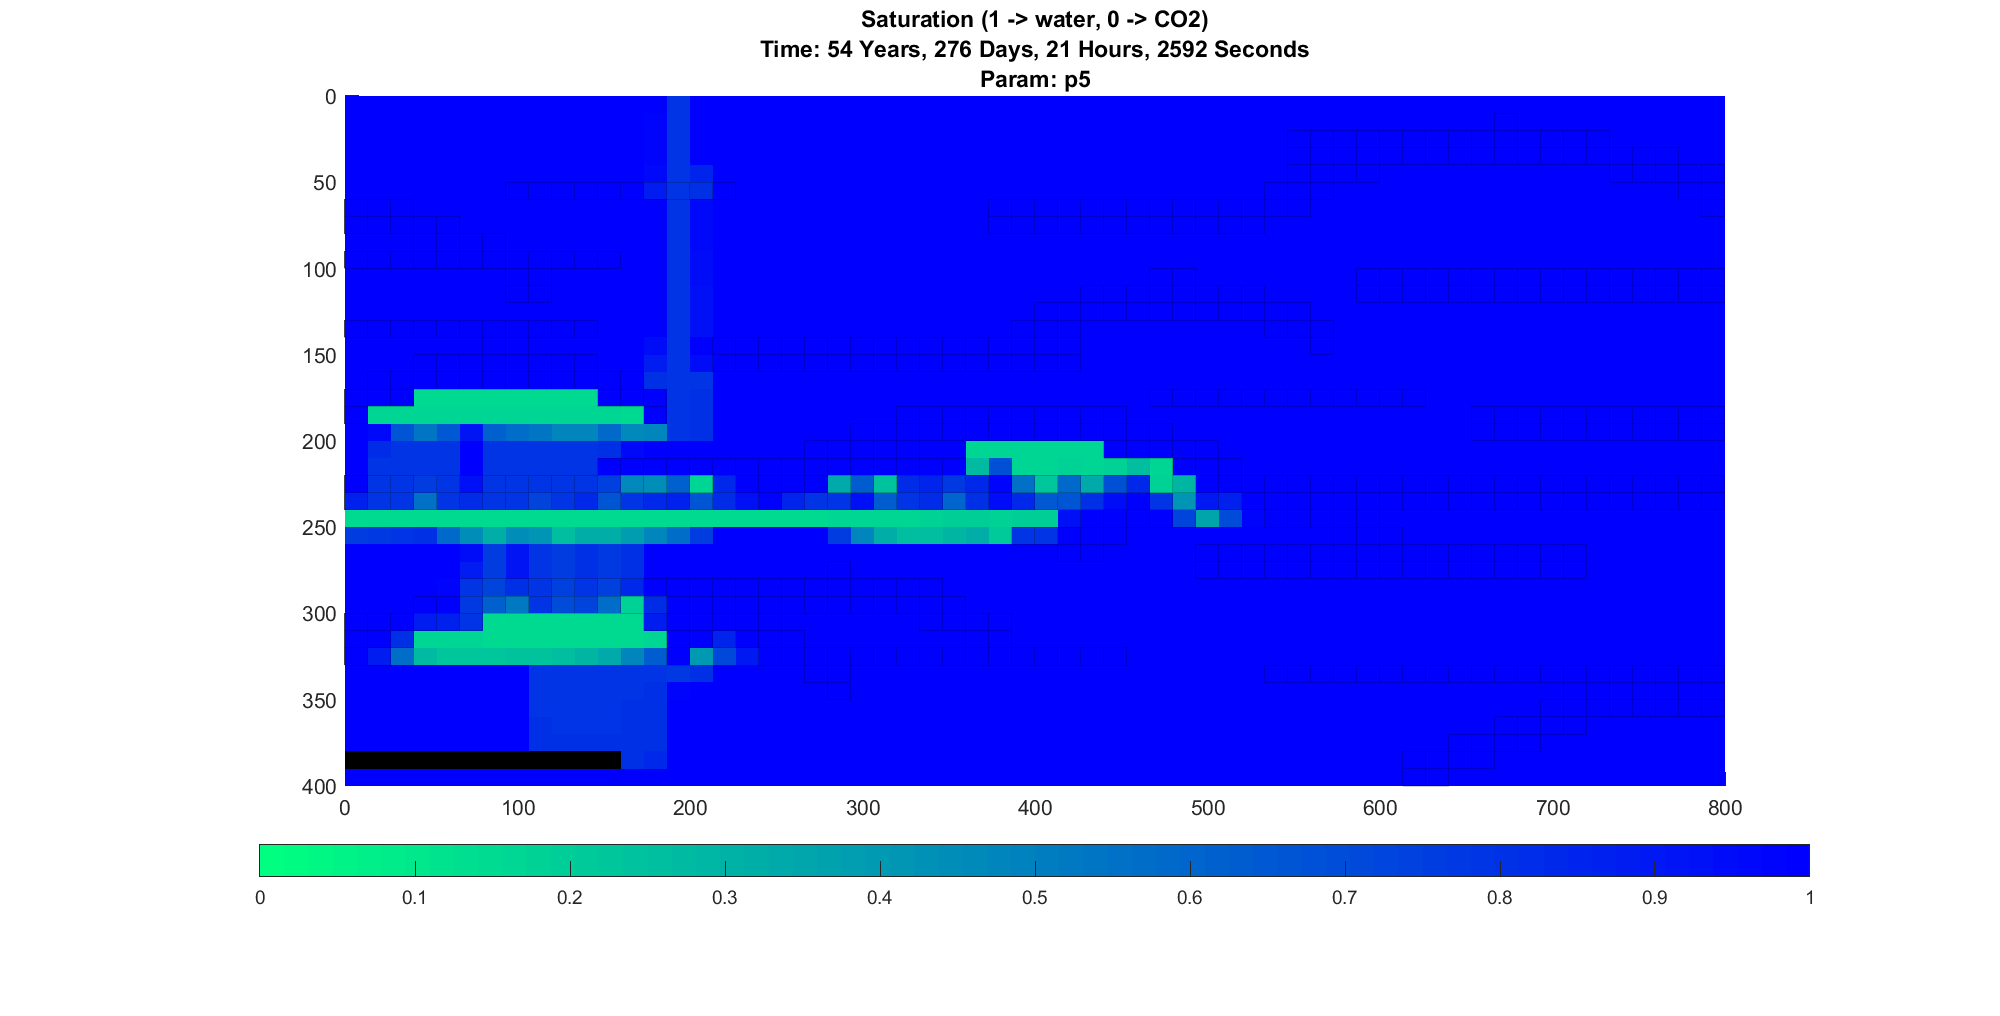 Saturation (1 -> water, 0 -> CO2)
Time: 54 Years, 276 Days, 21 Hours, 2592 Seconds
Param: p5
0
50
100
150
200
250
300
350
400
0 100 200 300 400 500 600 700 800
0 0.1 0.2 0.3 0.4 0.5 0.6 0.7 0.8 0.9 1